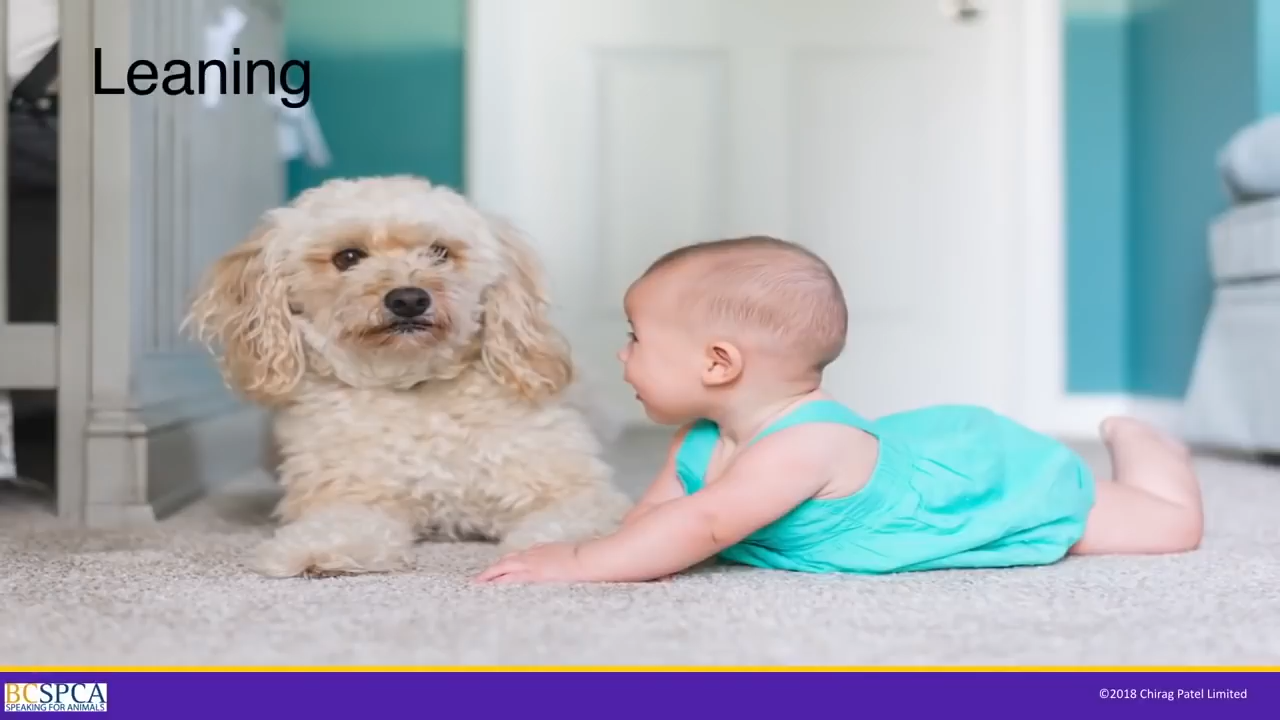 Leaning
BCSPCA
SPEAKING FOR ANIMALS
©2018 Chirag Patel Limited